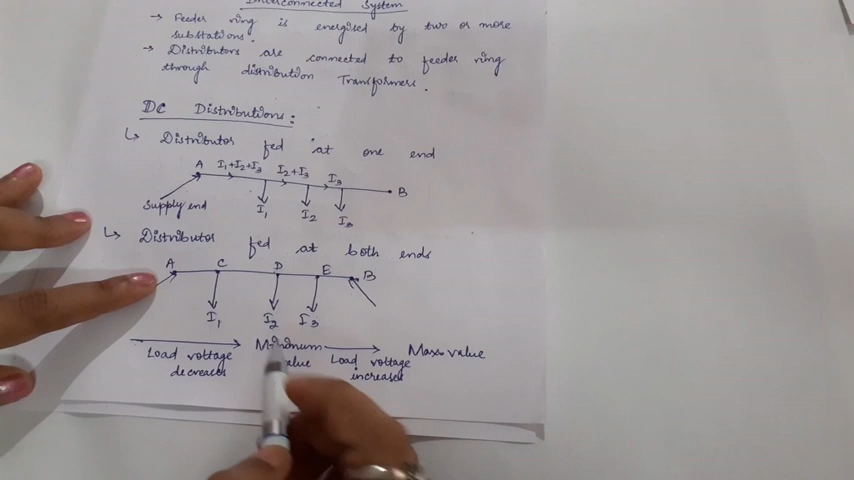 Interconnected System
→ Feeder ring is energised by two or more
substations.
→ Distributors are connected to feeder ring
through distribution Transformers.
DC Distributions:
↳ Distributor fed at one end
A I1+I2+I3 I2+I3 I3 B
Supply end I1 I2 I3
↳ Distributor fed at both ends
A C D E B
I1 I2 I3
Load voltage decreases
Minimum value
Load voltage increases
Max. value